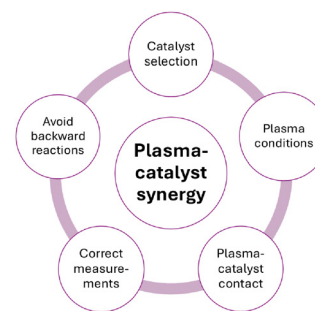 Catalyst
selection
Plasma
conditions
Plasma-
catalyst
contact
Correct
measure-
ments
Avoid
backward
reactions
Plasma-
catalyst
synergy